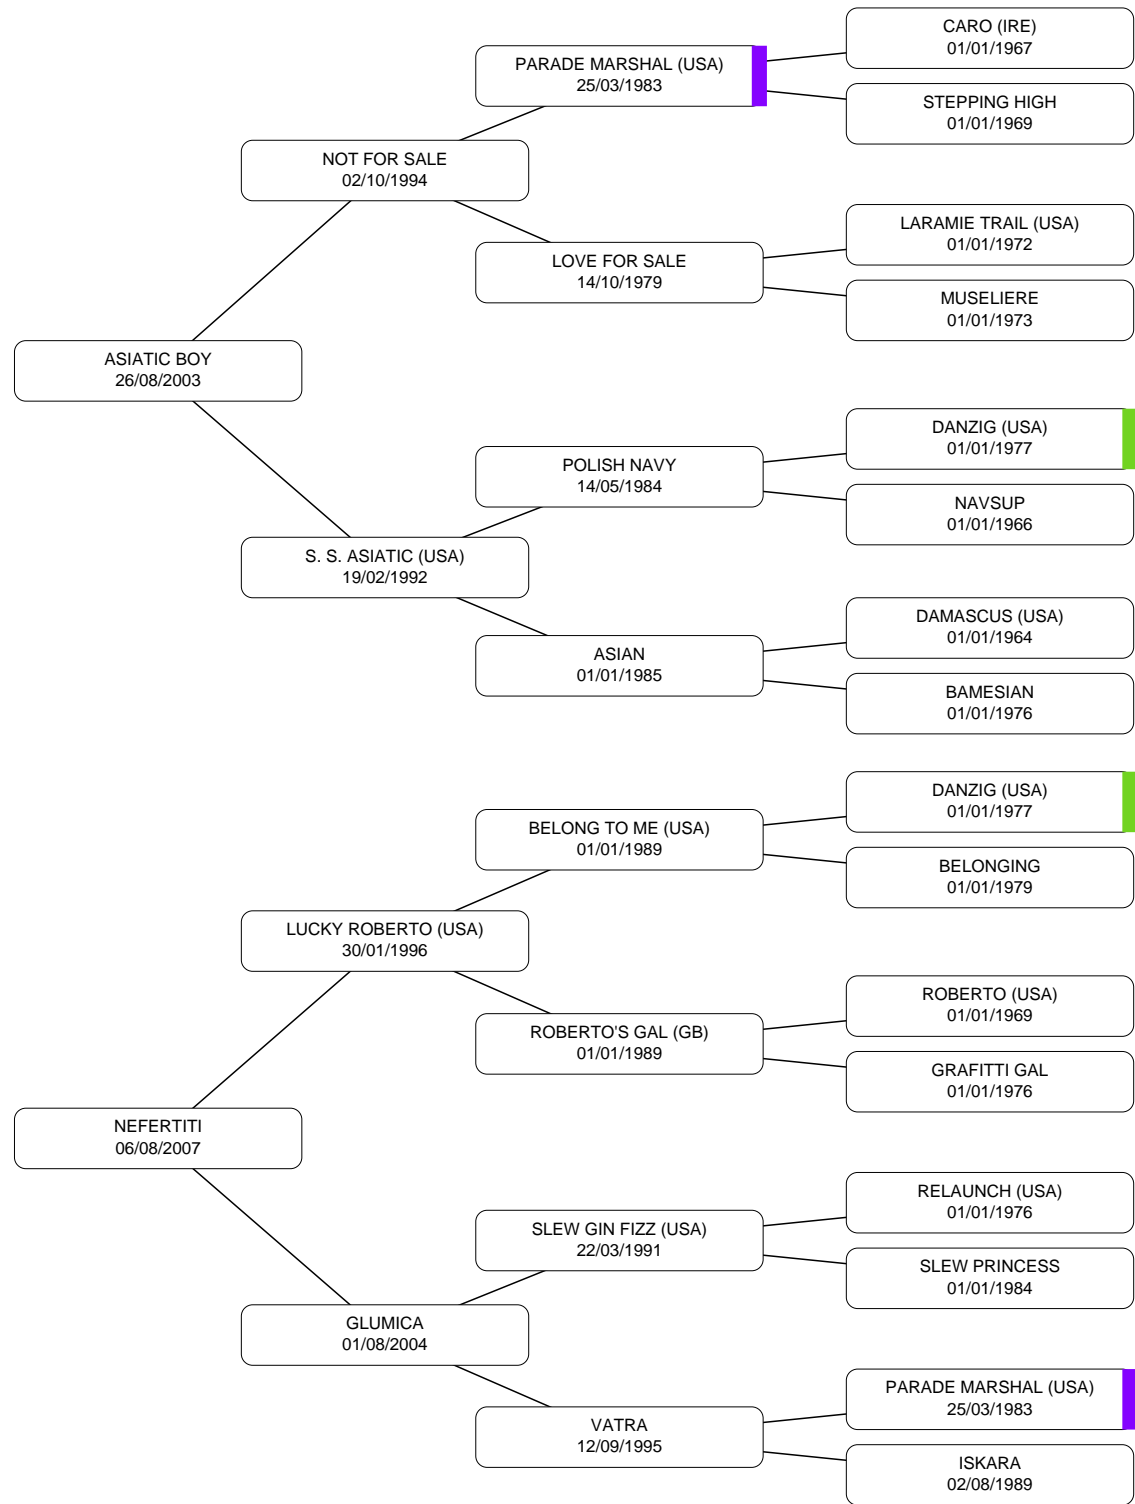 CARO (IRE)
01/01/1967
PARADE MARSHAL (USA)
25/03/1983
STEPPING HIGH
01/01/1969
NOT FOR SALE
02/10/1994
LARAMIE TRAIL (USA)
01/01/1972
LOVE FOR SALE
14/10/1979
MUSELIERE
01/01/1973
ASIATIC BOY
26/08/2003
DANZIG (USA)
01/01/1977
POLISH NAVY
14/05/1984
NAVSUP
01/01/1966
S. S. ASIATIC (USA)
19/02/1992
DAMASCUS (USA)
01/01/1964
ASIAN
01/01/1985
BAMESIAN
01/01/1976
DANZIG (USA)
01/01/1977
BELONG TO ME (USA)
01/01/1989
BELONGING
01/01/1979
LUCKY ROBERTO (USA)
30/01/1996
ROBERTO (USA)
01/01/1969
ROBERTO'S GAL (GB)
01/01/1989
GRAFITTI GAL
01/01/1976
NEFERTITI
06/08/2007
RELAUNCH (USA)
01/01/1976
SLEW GIN FIZZ (USA)
22/03/1991
SLEW PRINCESS
01/01/1984
GLUMICA
01/08/2004
PARADE MARSHAL (USA)
25/03/1983
VATRA
12/09/1995
ISKARA
02/08/1989